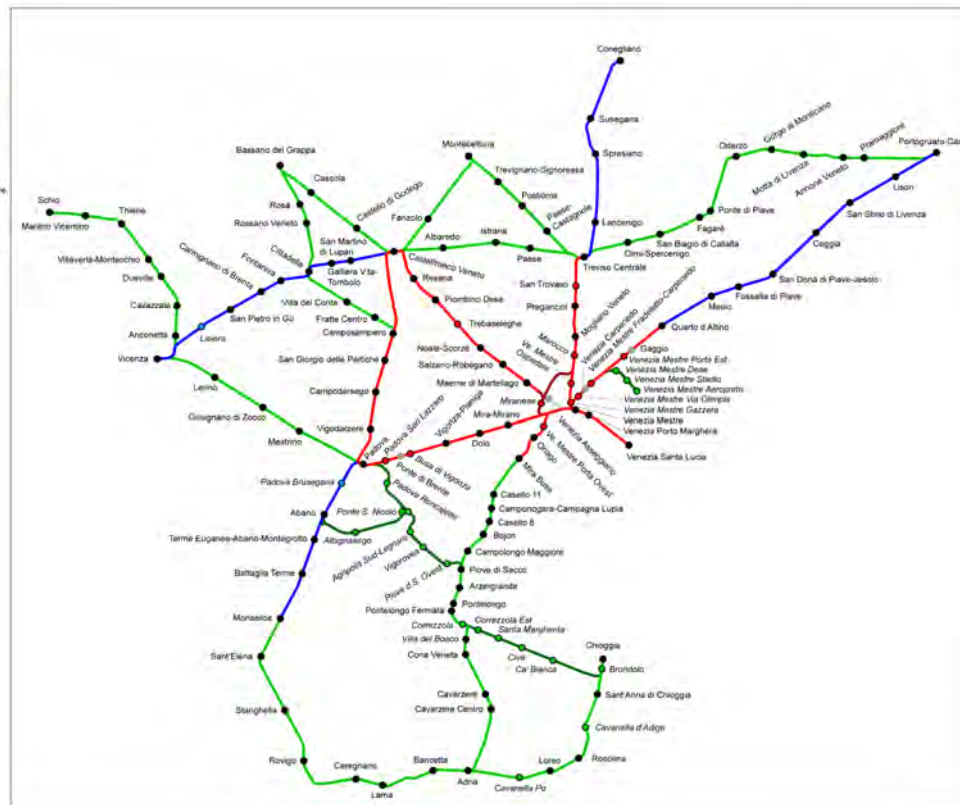 re.
Conegliano
Susegana
Spresiano
Lancenigo
Montebelluna
Trevignano-Signoressa
Postioma
Paese-
Castagnole
Fanzolo
Albaredo
Istrana
Paese
Treviso Centrale
Olmi-Spercenigo
San Biagio di Callalta
Fagarè
Ponte di Piave
Oderzo
Gorgo al Monticano
Motta di Livenza
Annone Veneto
Pramaggiore
Portogruaro-Cao
Lison
San Stino di Livenza
Ceggia
San Donà di Piave-Jesolo
Fossalta di Piave
Meolo
Quarto d'Altino
Gaggio
Bassano del Grappa
Cassola
Castello di Godego
Rosà
Rossano Veneto
Cittadella
San Martino
di Lupari
Galliera V.ta-
Tombolo
Castelfranco Veneto
Schio
Marano Vicentino
Thiene
Villaverla-Montecchio
Dueville
Anconetta
Vicenza
Lisiera
San Pietro in Gù
Carmignano di Brenta
Fontaniva
Villa del Conte
Fratte Centro
Camposampiero
San Giorgio delle Pertiche
Campodarsego
Vigodarzere
Lerino
Grisignano di Zocco
Mestrino
Resana
Piombino Dese
Trebaseleghe
Noale-Scorzè
Salzano-Robegano
Maerne di Martellago
San Trovaso
Preganziol
Mogliano Veneto
Marocco
Ve. Mestre
Ospedale
Venezia Carpenedo
Venezia Mestre Fradeletto-Carpenedo
Venezia Mestre Porta Est
Venezia Mestre Dese
Venezia Mestre Stadio
Venezia Mestre Aeroporto
Venezia Mestre Via Olimpia
Venezia Mestre Gazzera
Venezia Mestre
Venezia Porto Marghera
Venezia Santa Lucia
Venezia Asseggiano
Ve. Mestre Porta Ovest
Miranese
Mira-Mirano
Dolo
Vigonza-Pianiga
Busa di Vigonza
Ponte di Brenta
Padova San Lazzaro
Padova
Padova Roncajette
Padova Brusegana
Abano
Ponte S. Nicolò
Albignasego
Agripolis Sud-Legnaro
Vigorovea
Piove d.S. Ovest
Terme Euganee-Abano-Montegrotto
Battaglia Terme
Monselice
Sant'Elena
Stanghella
Rovigo
Ceregnano
Lama
Baricetta
Adria
Cavanella Po
Loreo
Rosolina
Cavanella d'Adige
Sant'Anna di Chioggia
Brondolo
Chioggia
Oriago
Mira Buse
Casello 11
Camponogara-Campagna Lupia
Casello 8
Bojon
Campolongo Maggiore
Piove di Sacco
Arzergrande
Pontelongo
Pontelongo Fermata
Correzzola
Correzzola Est
Santa Margherita
Civè
Ca' Bianca
Villa del Bosco
Cona Veneta
Cavarzere
Cavarzere Centro